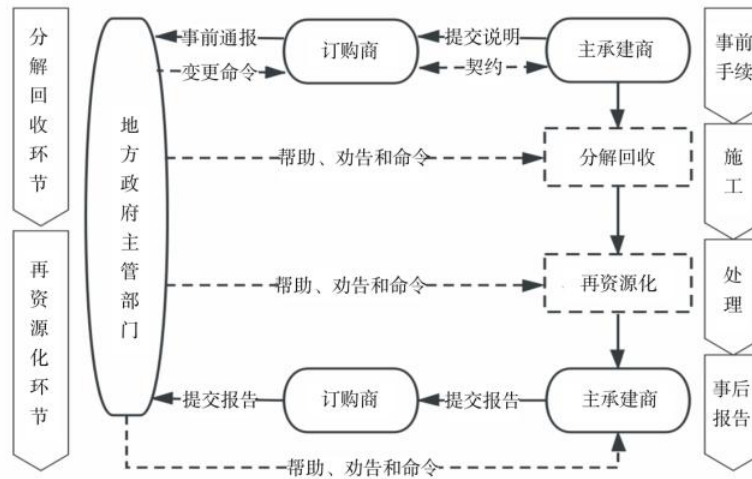 分解回收环节
再资源化环节
地方政府主管部门
事前通报
订购商
提交说明
主承建商
变更命令
契约
帮助、劝告和命令
分解回收
帮助、劝告和命令
再资源化
提交报告
订购商
提交报告
主承建商
帮助、劝告和命令
事前
手续
施工
处理
事后
报告